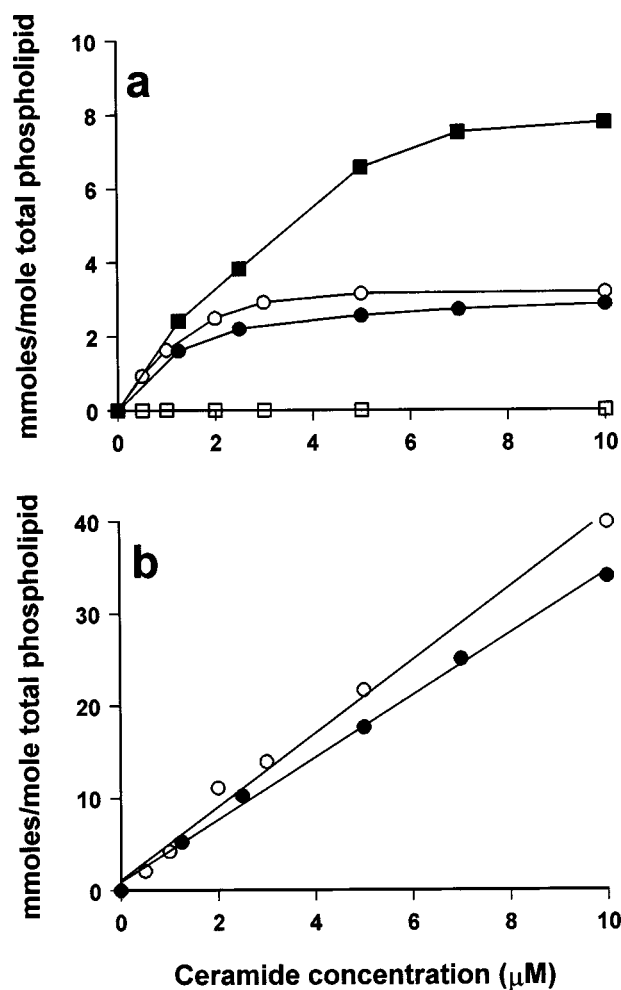 a
mmoles/mole total phospholipid
10
8
6
4
2
0
0 2 4 6 8 10
b
mmoles/mole total phospholipid
40
30
20
10
0
0 2 4 6 8 10
Ceramide concentration (μM)